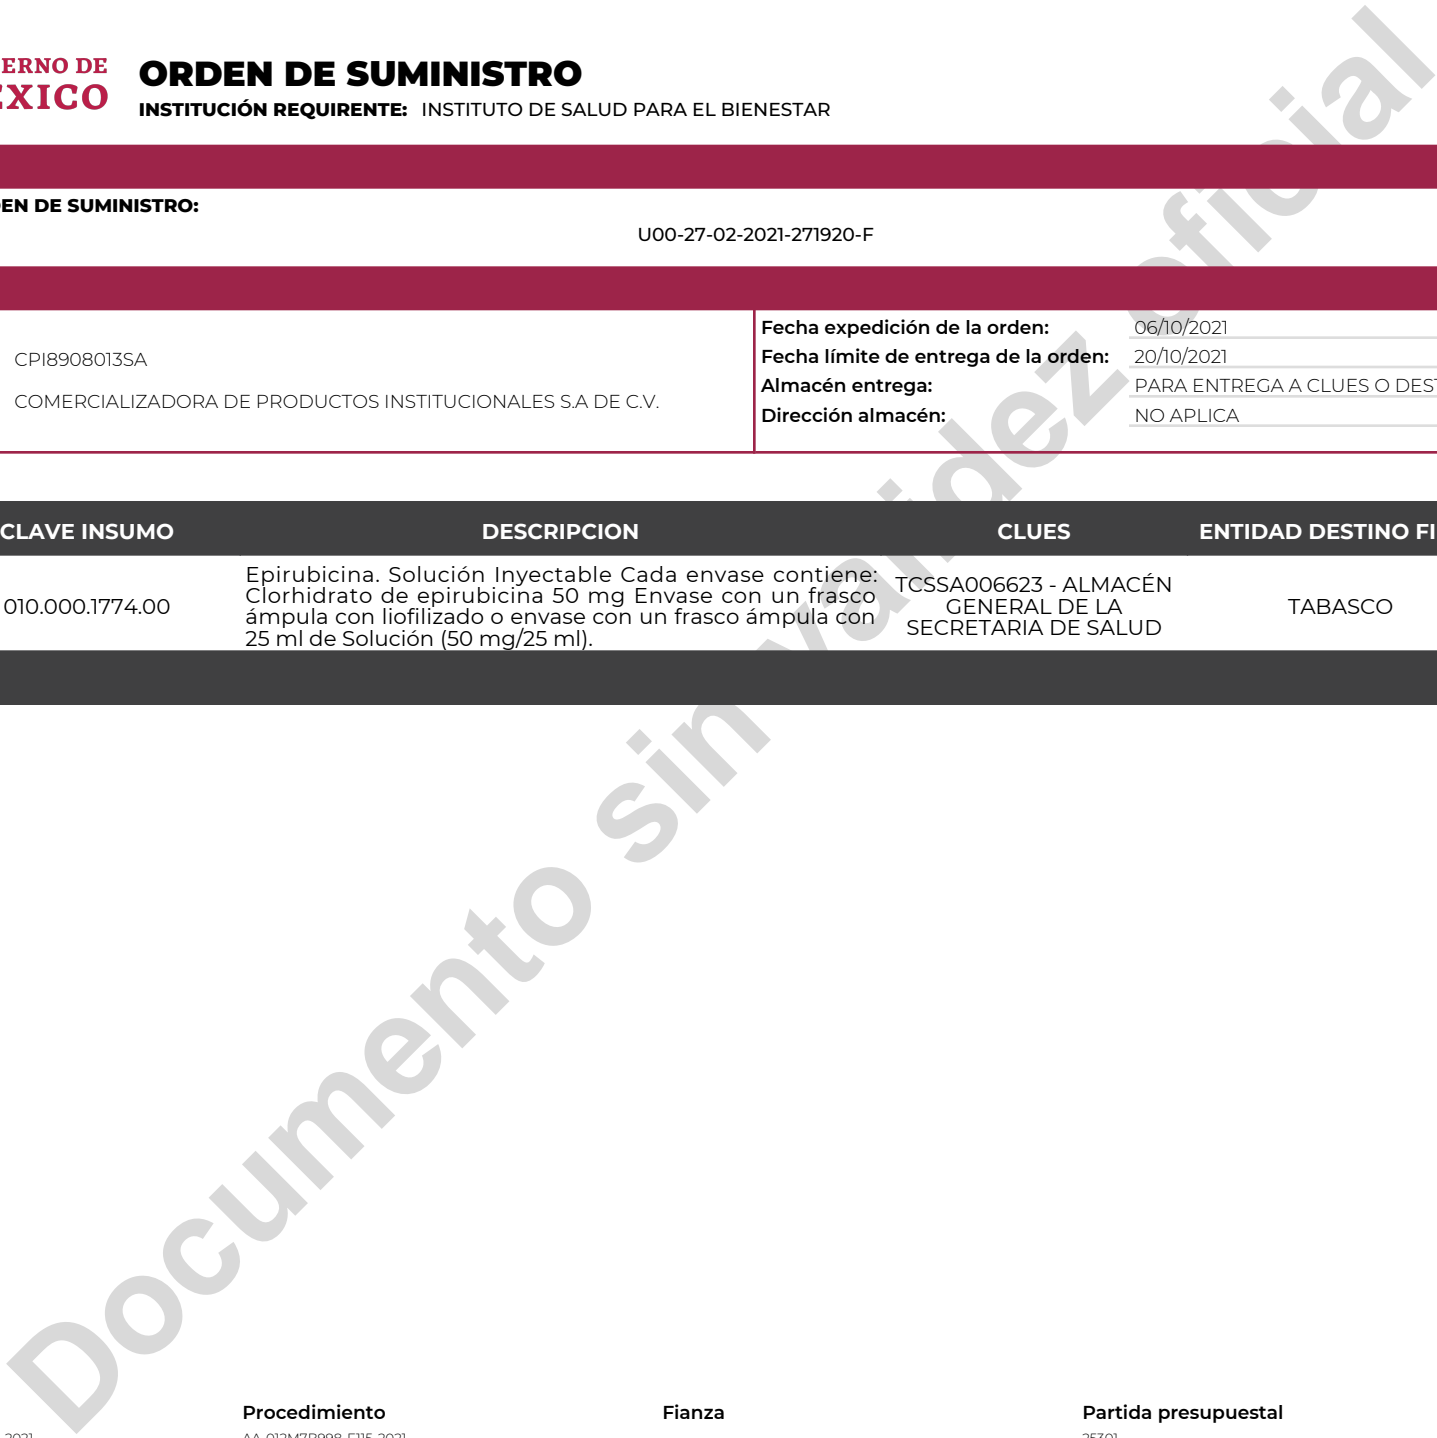 ERNO DE
EXICO
ORDEN DE SUMINISTRO
INSTITUCIÓN REQUIRENTE: INSTITUTO DE SALUD PARA EL BIENESTAR
EN DE SUMINISTRO:
U00-27-02-2021-271920-F
CPI8908013SA
COMERCIALIZADORA DE PRODUCTOS INSTITUCIONALES S.A DE C.V.
Fecha expedición de la orden: 06/10/2021
Fecha límite de entrega de la orden: 20/10/2021
Almacén entrega: PARA ENTREGA A CLUES O DEST
Dirección almacén: NO APLICA
CLAVE INSUMO DESCRIPCION CLUES ENTIDAD DESTINO FI
010.000.1774.00
Epirubicina. Solución Inyectable Cada envase contiene:
Clorhidrato de epirubicina 50 mg Envase con un frasco
ámpula con liofilizado o envase con un frasco ámpula con
25 ml de Solución (50 mg/25 ml).
TCSSA006623 - ALMACÉN
GENERAL DE LA
SECRETARIA DE SALUD
TABASCO
Documento sin validez oficial
Procedimiento Fianza Partida presupuestal